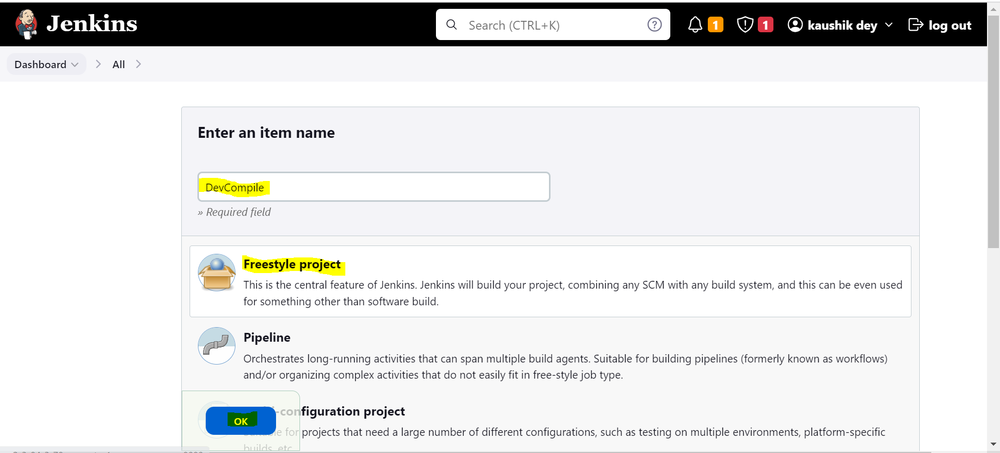 Jenkins
Search (CTRL+K)
?
1
1
kaushik dey
log out
Dashboard
All
Enter an item name
DevCompile
» Required field
Freestyle project
This is the central feature of Jenkins. Jenkins will build your project, combining any SCM with any build system, and this can be even used
for something other than software build.
Pipeline
Orchestrates long-running activities that can span multiple build agents. Suitable for building pipelines (formerly known as workflows)
and/or organizing complex activities that do not easily fit in free-style job type.
-configuration project
OK
for projects that need a large number of different configurations, such as testing on multiple environments, platform-specific
builds, etc